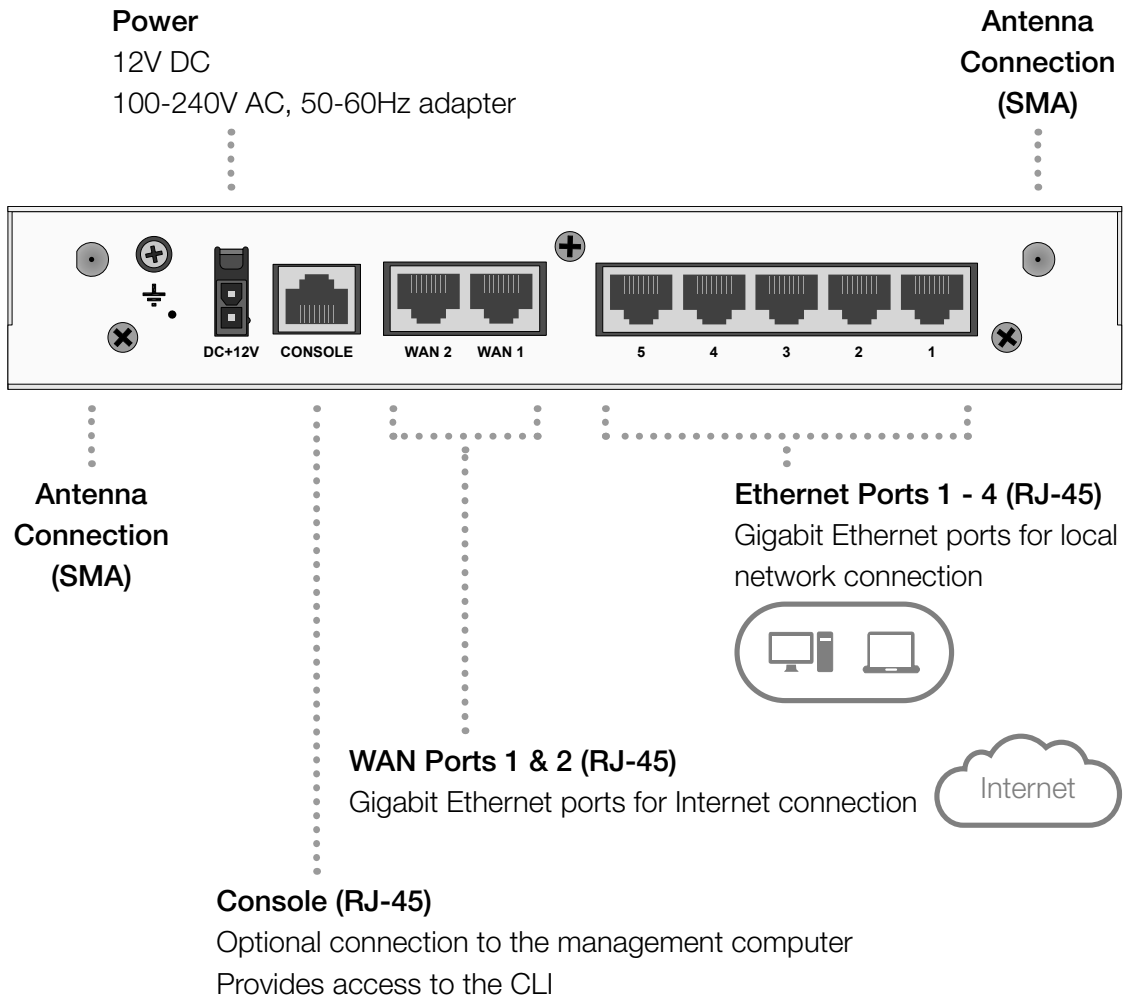 Power
12V DC
100-240V AC, 50-60Hz adapter
Antenna
Connection
(SMA)
DC+12V
CONSOLE
WAN 2
WAN 1
5
4
3
2
1
Antenna
Connection
(SMA)
Ethernet Ports 1 - 4 (RJ-45)
Gigabit Ethernet ports for local
network connection
WAN Ports 1 & 2 (RJ-45)
Gigabit Ethernet ports for Internet connection
Internet
Console (RJ-45)
Optional connection to the management computer
Provides access to the CLI